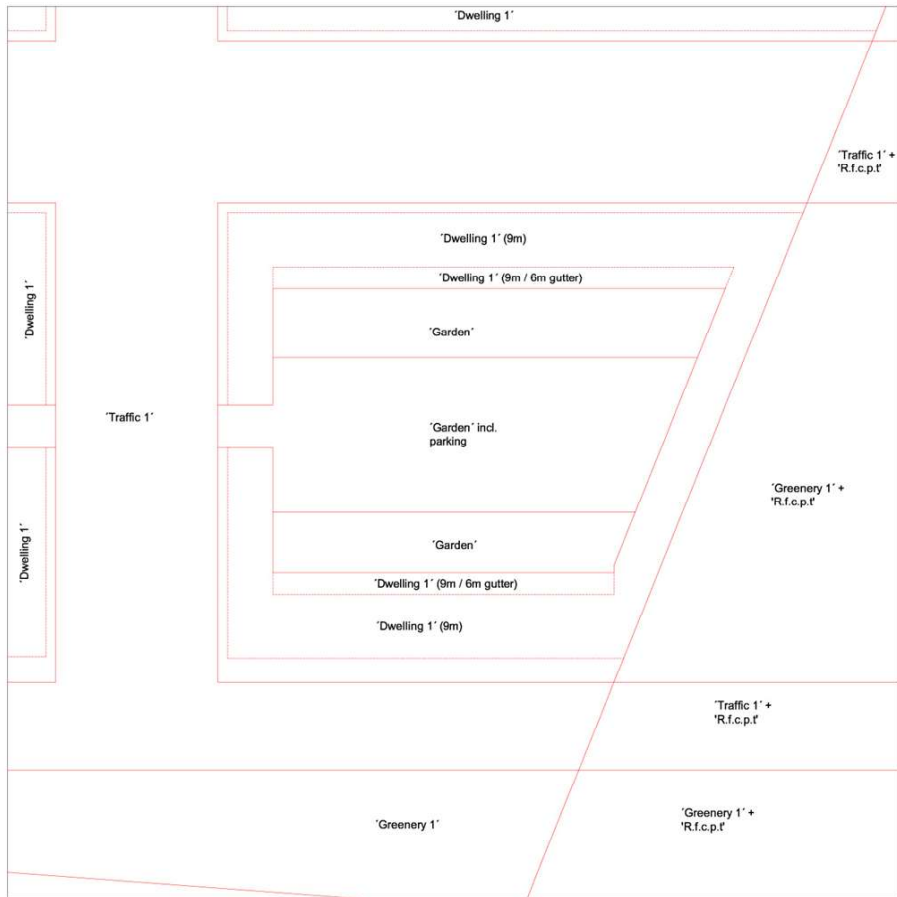 ´Dwelling 1´
´Traffic 1´ +
'R.f.c.p.t'
´Dwelling 1´ (9m)
´Dwelling 1´ (9m / 6m gutter)
´Dwelling 1´
´Garden´
´Traffic 1´
´Garden´ incl.
parking
´Greenery 1´ +
'R.f.c.p.t'
´Garden´
´Dwelling 1´
´Dwelling 1´ (9m / 6m gutter)
´Dwelling 1´ (9m)
´Traffic 1´ +
'R.f.c.p.t'
´Greenery 1´
´Greenery 1´ +
'R.f.c.p.t'